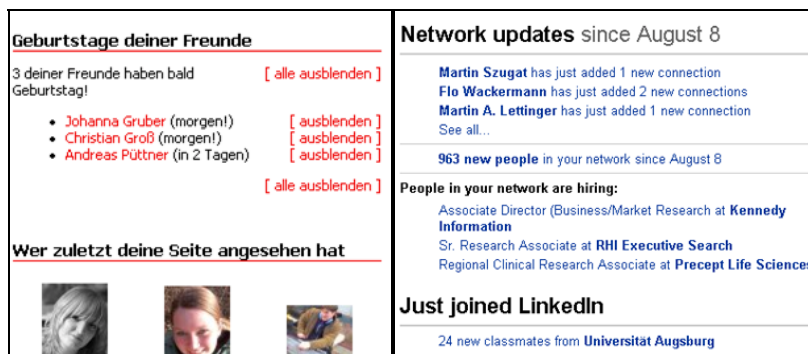 Geburtstage deiner Freunde
3 deiner Freunde haben bald [ alle ausblenden ]
Geburtstag!
• Johanna Gruber (morgen!) [ ausblenden ]
• Christian Groß (morgen!) [ ausblenden ]
• Andreas Püttner (in 2 Tagen) [ ausblenden ]
[ alle ausblenden ]
Wer zuletzt deine Seite angesehen hat
Network updates since August 8
Martin Szugat has just added 1 new connection
Flo Wackermann has just added 2 new connections
Martin A. Lettinger has just added 1 new connection
See all...
963 new people in your network since August 8
People in your network are hiring:
Associate Director (Business/Market Research at Kennedy
Information
Sr. Research Associate at RHI Executive Search
Regional Clinical Research Associate at Precept Life Sciences
Just joined LinkedIn
24 new classmates from Universität Augsburg